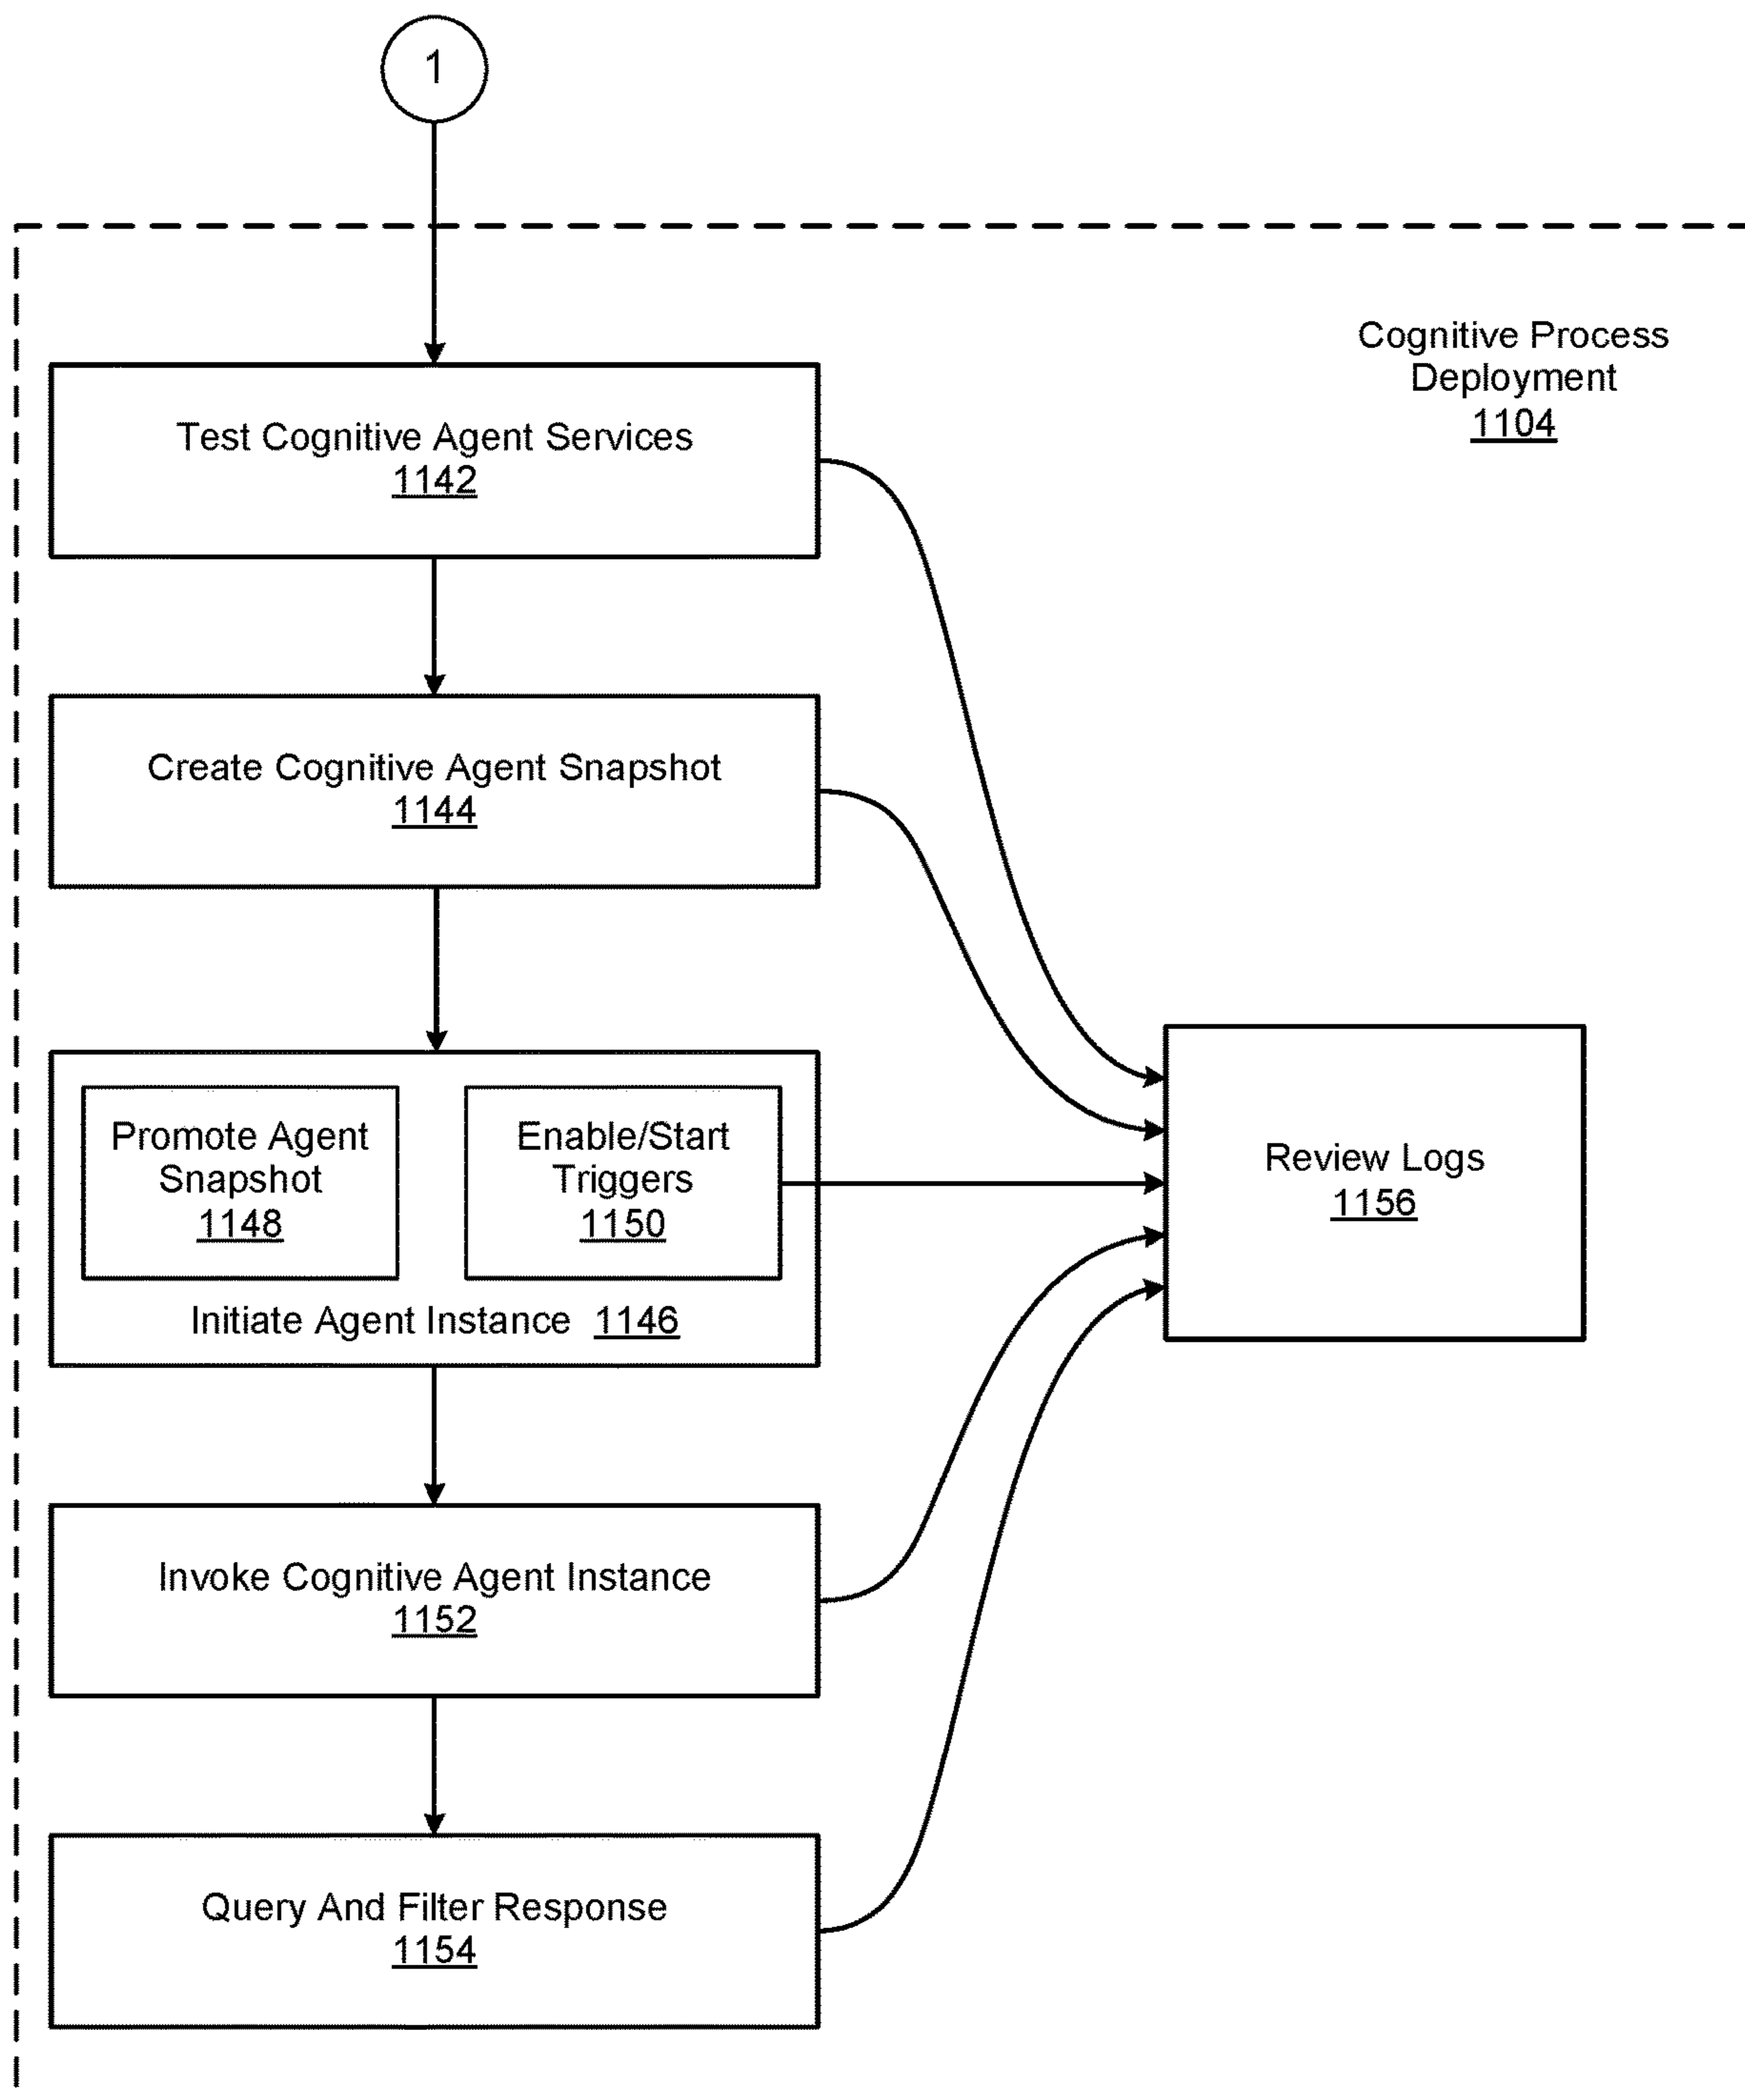 1
Cognitive Process
Deployment
1104
Test Cognitive Agent Services
1142
Create Cognitive Agent Snapshot
1144
Promote Agent
Snapshot
1148
Enable/Start
Triggers
1150
Initiate Agent Instance 1146
Review Logs
1156
Invoke Cognitive Agent Instance
1152
Query And Filter Response
1154